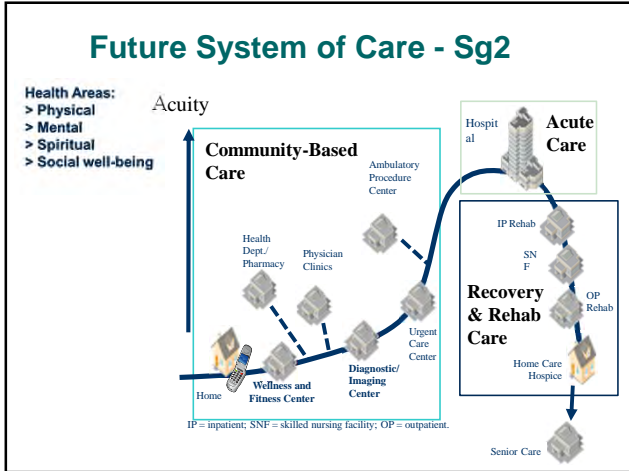 Future System of Care - Sg2
Health Areas:
> Physical
> Mental
> Spiritual
> Social well-being
Acuity
Community-Based
Care
Ambulatory
Procedure
Center
Hospit
al
Acute
Care
Health
Dept./
Pharmacy
Physician
Clinics
IP Rehab
SN
F
Recovery
& Rehab
Care
OP
Rehab
Urgent
Care
Center
Home
Wellness and
Fitness Center
Diagnostic/
Imaging
Center
Home Care
Hospice
IP = inpatient; SNF = skilled nursing facility; OP = outpatient.
Senior Care